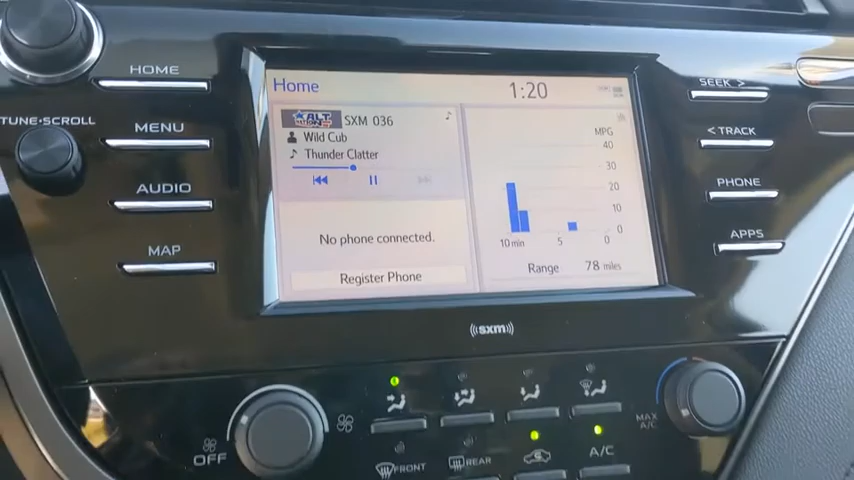 HOME
MENU
AUDIO
MAP
TUNE•SCROLL
Home
1:20
ALT NATION
SXM 036
Wild Cub
Thunder Clatter
No phone connected.
Register Phone
MPG
40
30
20
10
0
10 min
5
0
Range 78 miles
SEEK >
< TRACK
PHONE
APPS
((sxm))
OFF
FRONT
REAR
A/C
MAX
A/C